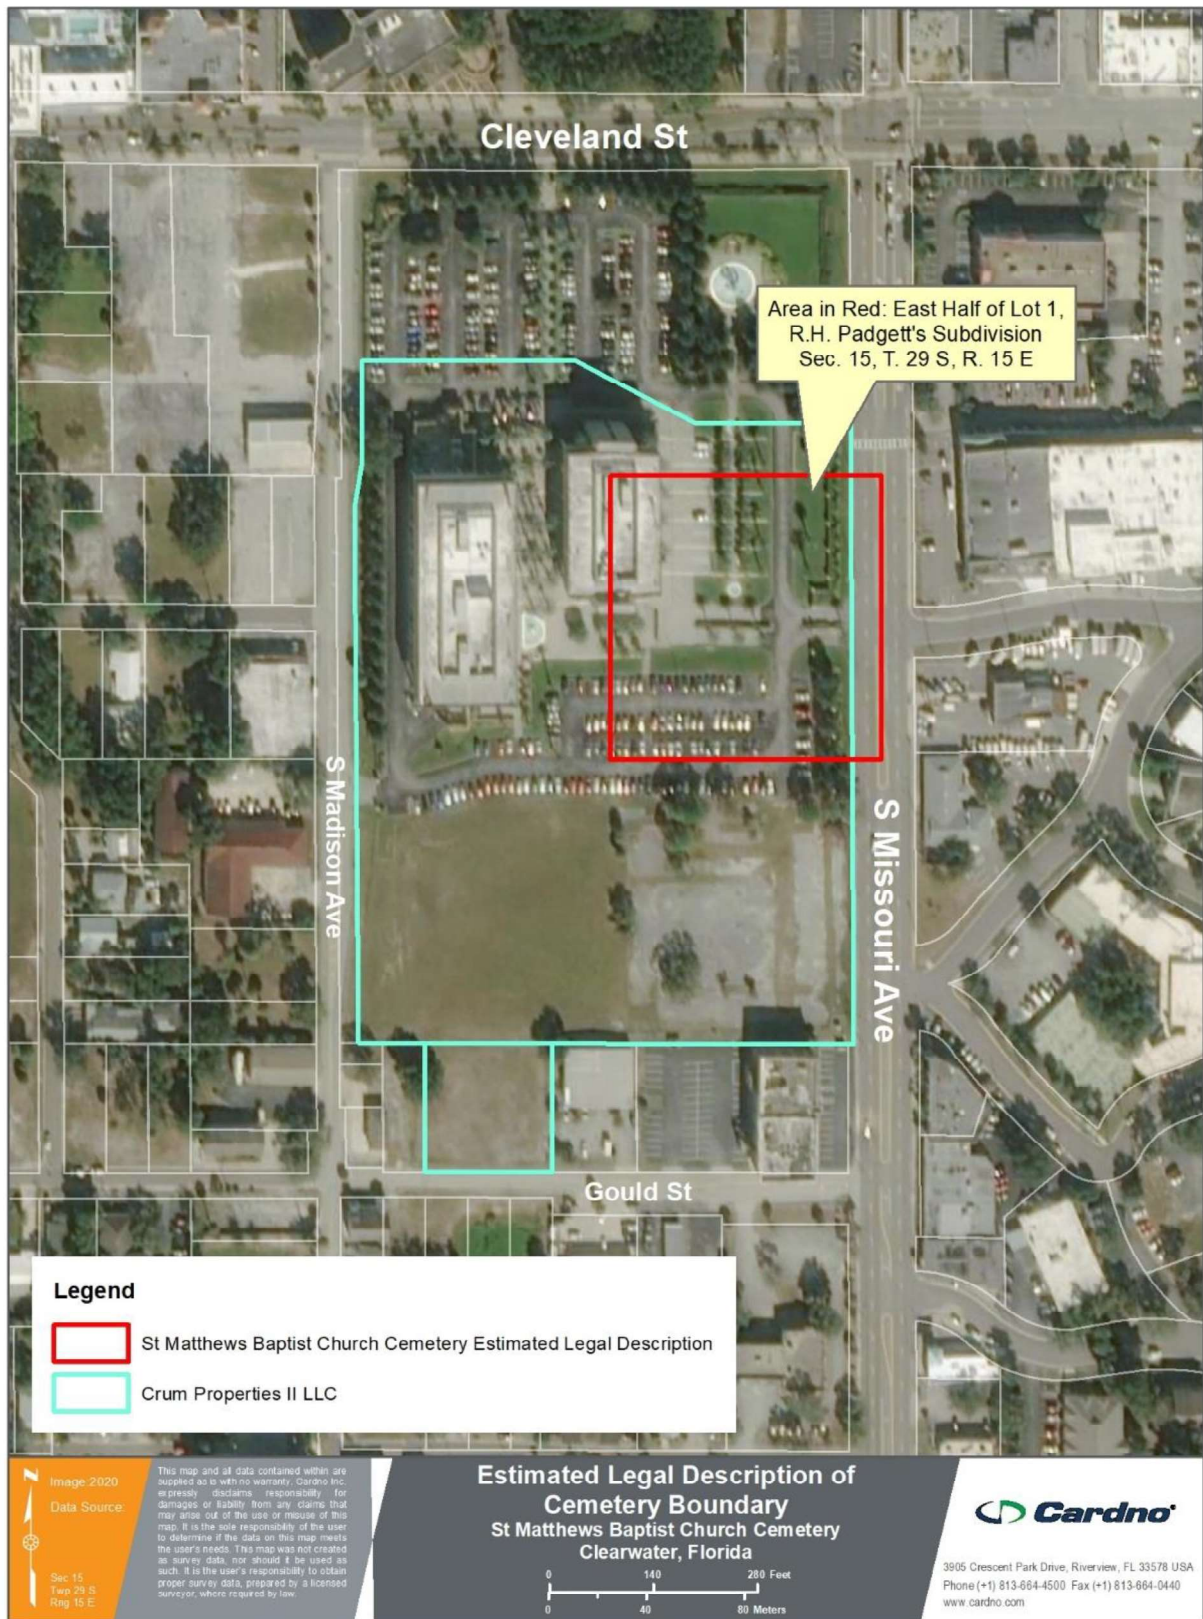 Cleveland St
Area in Red: East Half of Lot 1,
R.H. Padgett's Subdivision
Sec. 15, T. 29 S, R. 15 E
S Madison Ave
S Missouri Ave
Gould St
Legend
St Matthews Baptist Church Cemetery Estimated Legal Description
Crum Properties II LLC
N
Image:2020
Data Source:
Sec 15
Twp 29 S
Rng 15 E
This map and all data contained within are
supplied as is with no warranty. Cardno Inc.
expressly disclaims responsibility for
damages or liability from any claims that
may arise out of the use or misuse of this
map. It is the sole responsibility of the user
to determine if the data on this map meets
the user's needs. This map was not created
as survey data, nor should it be used as
such. It is the user's responsibility to obtain
proper survey data, prepared by a licensed
surveyor, where required by law.
Estimated Legal Description of
Cemetery Boundary
St Matthews Baptist Church Cemetery
Clearwater, Florida
0 140 280 Feet
0 40 80 Meters
Cardno
3905 Crescent Park Drive, Riverview, FL 33578 USA
Phone (+1) 813-664-4500 Fax (+1) 813-664-0440
www.cardno.com